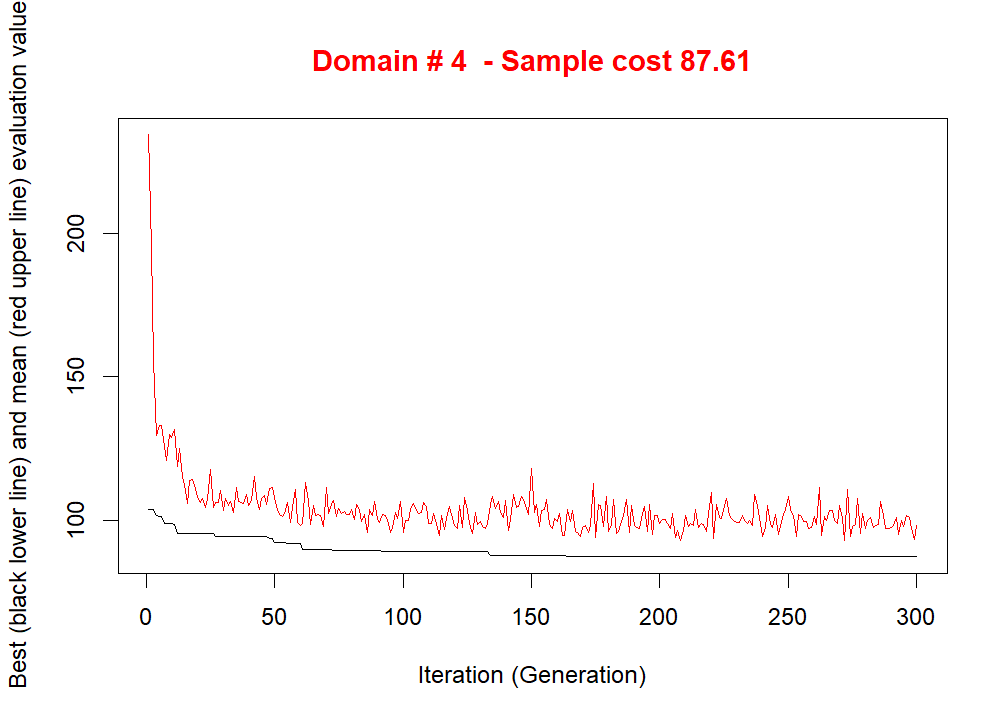 Domain # 4  - Sample cost 87.61
Best (black lower line) and mean (red upper line) evaluation value
200
150
100
0 50 100 150 200 250 300
Iteration (Generation)